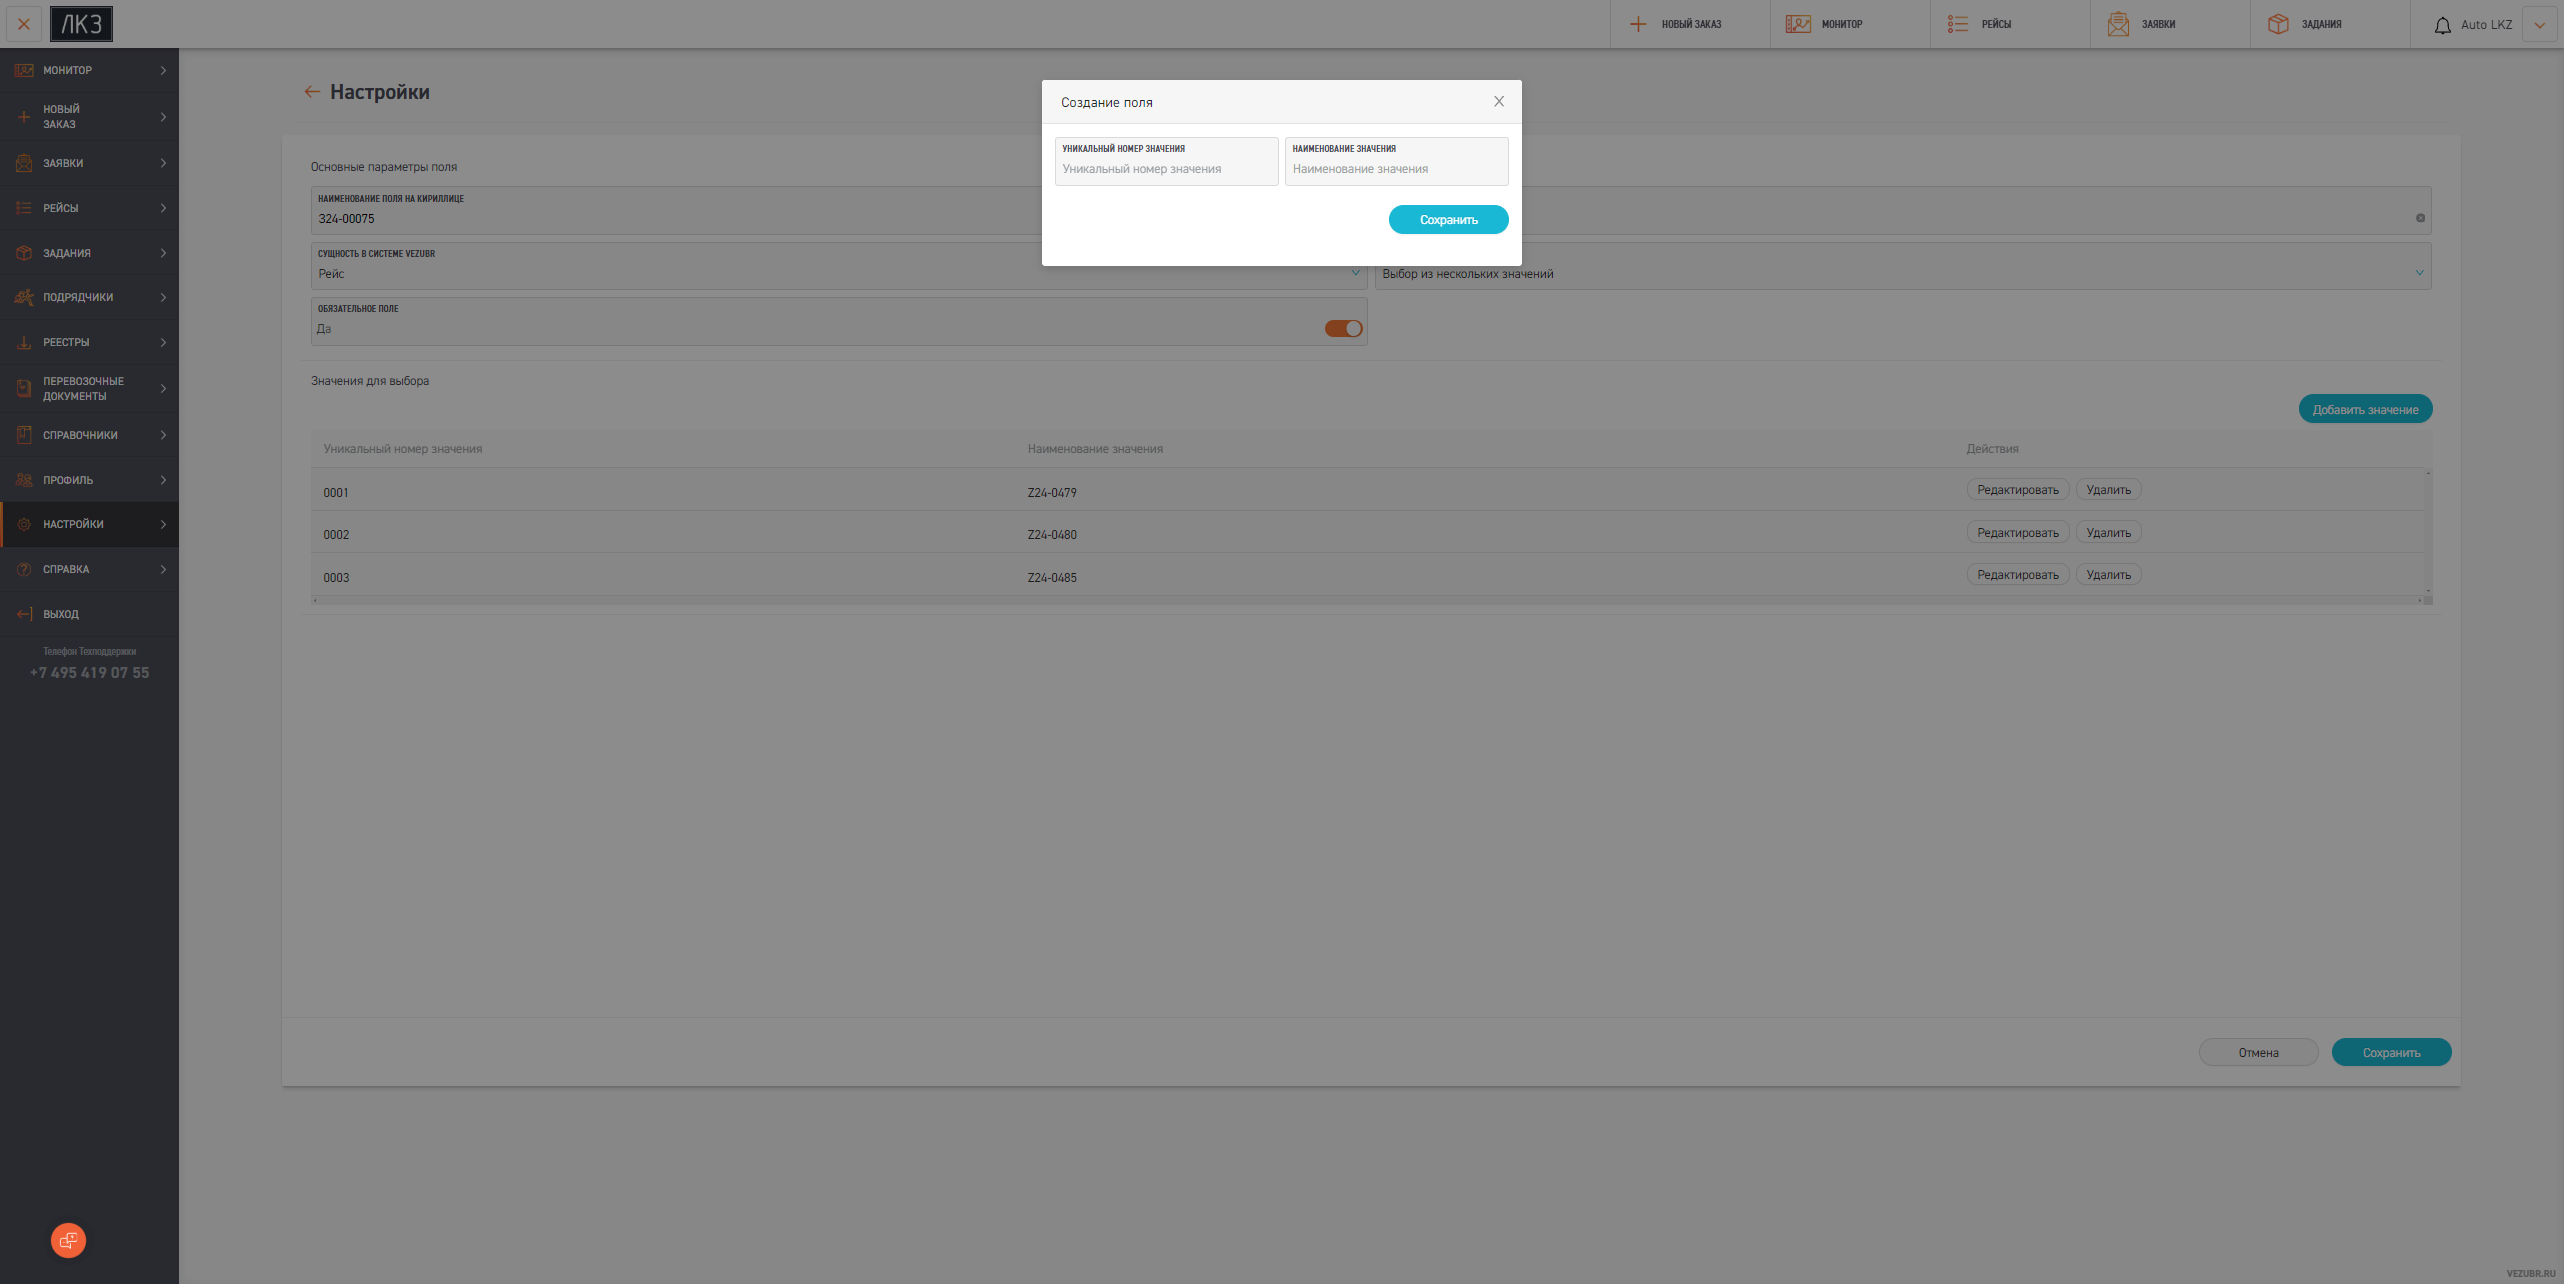 ЛКЗ
НОВЫЙ ЗАКАЗ
МОНИТОР
РЕЙСЫ
ЗАЯВКИ
ЗАДАНИЯ
Auto LKZ
МОНИТОР
НОВЫЙ
ЗАКАЗ
ЗАЯВКИ
РЕЙСЫ
ЗАДАНИЯ
ПОДРЯДЧИКИ
РЕЕСТРЫ
ПЕРЕВОЗОЧНЫЕ
ДОКУМЕНТЫ
СПРАВОЧНИКИ
ПРОФИЛЬ
НАСТРОЙКИ
СПРАВКА
ВЫХОД
Телефон Техподдержки
+7 495 419 07 55
Настройки
Создание поля
УНИКАЛЬНЫЙ НОМЕР ЗНАЧЕНИЯ
Уникальный номер значения
НАИМЕНОВАНИЕ ЗНАЧЕНИЯ
Наименование значения
Сохранить
Основные параметры поля
НАИМЕНОВАНИЕ ПОЛЯ НА КИРИЛЛИЦЕ
324-00075
СУЩНОСТЬ В СИСТЕМЕ VEZUBR
Рейс
Выбор из нескольких значений
ОБЯЗАТЕЛЬНОЕ ПОЛЕ
Да
Значения для выбора
Добавить значение
Уникальный номер значения Наименование значения Действия
0001 Z24-0479 Редактировать Удалить
0002 Z24-0480 Редактировать Удалить
0003 Z24-0485 Редактировать Удалить
Отмена
Сохранить
VEZUBR.RU